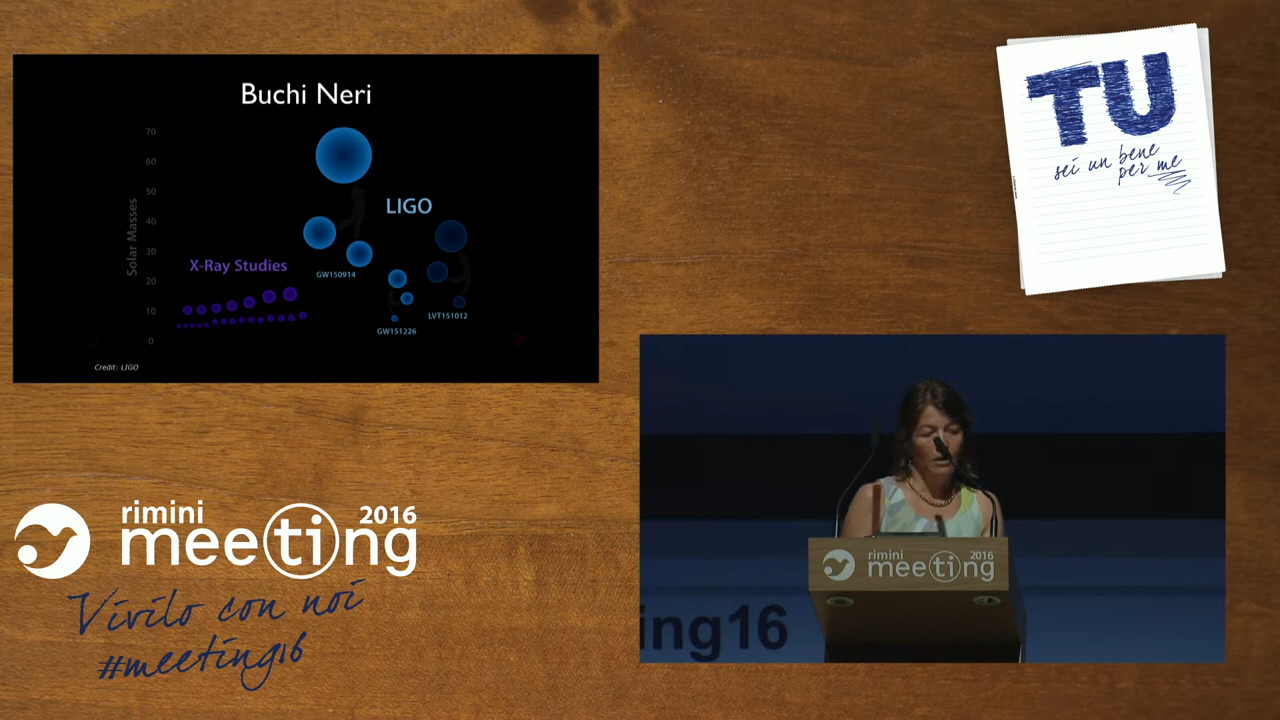 Buchi Neri
70
60
50
40
30
20
10
0
Solar Masses
X-Ray Studies
LIGO
GW150914
GW151226
LVT151012
Credit: LIGO
TU
sei un bene
per me
rimini 2016
meeting
Vivilo con noi
#meeting16
rimini 2016
meeting
ing16